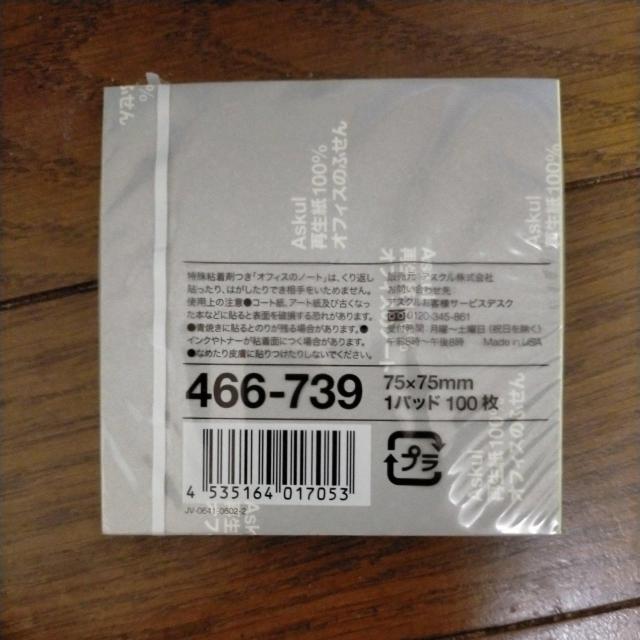 Askul
再生紙100%
オフィスのふせん
特殊粘着剤つき「オフィスのノート」は、くり返し
貼ったり、はがしたりでき相手をいためません。
使用上の注意●コート紙、アート紙及び古くなっ
た本などに貼ると表面を破損する恐れがあります。
●青焼きに貼るとのりが残る場合があります。●
インクやトナーが粘着面につく場合があります。
●なめたり皮膚に貼りつけたりしないでください。
販売元 アスクル株式会社
お問い合わせ先
アスクルお客様サービスデスク
0120-345-861
受付時間 月曜〜土曜日(祝日を除く)
午前8時〜午後8時 Made in USA
466-739
75×75mm
1パッド 100枚
4 535164 017053
プラ
Askul
再生紙100%
オフィスのふせん